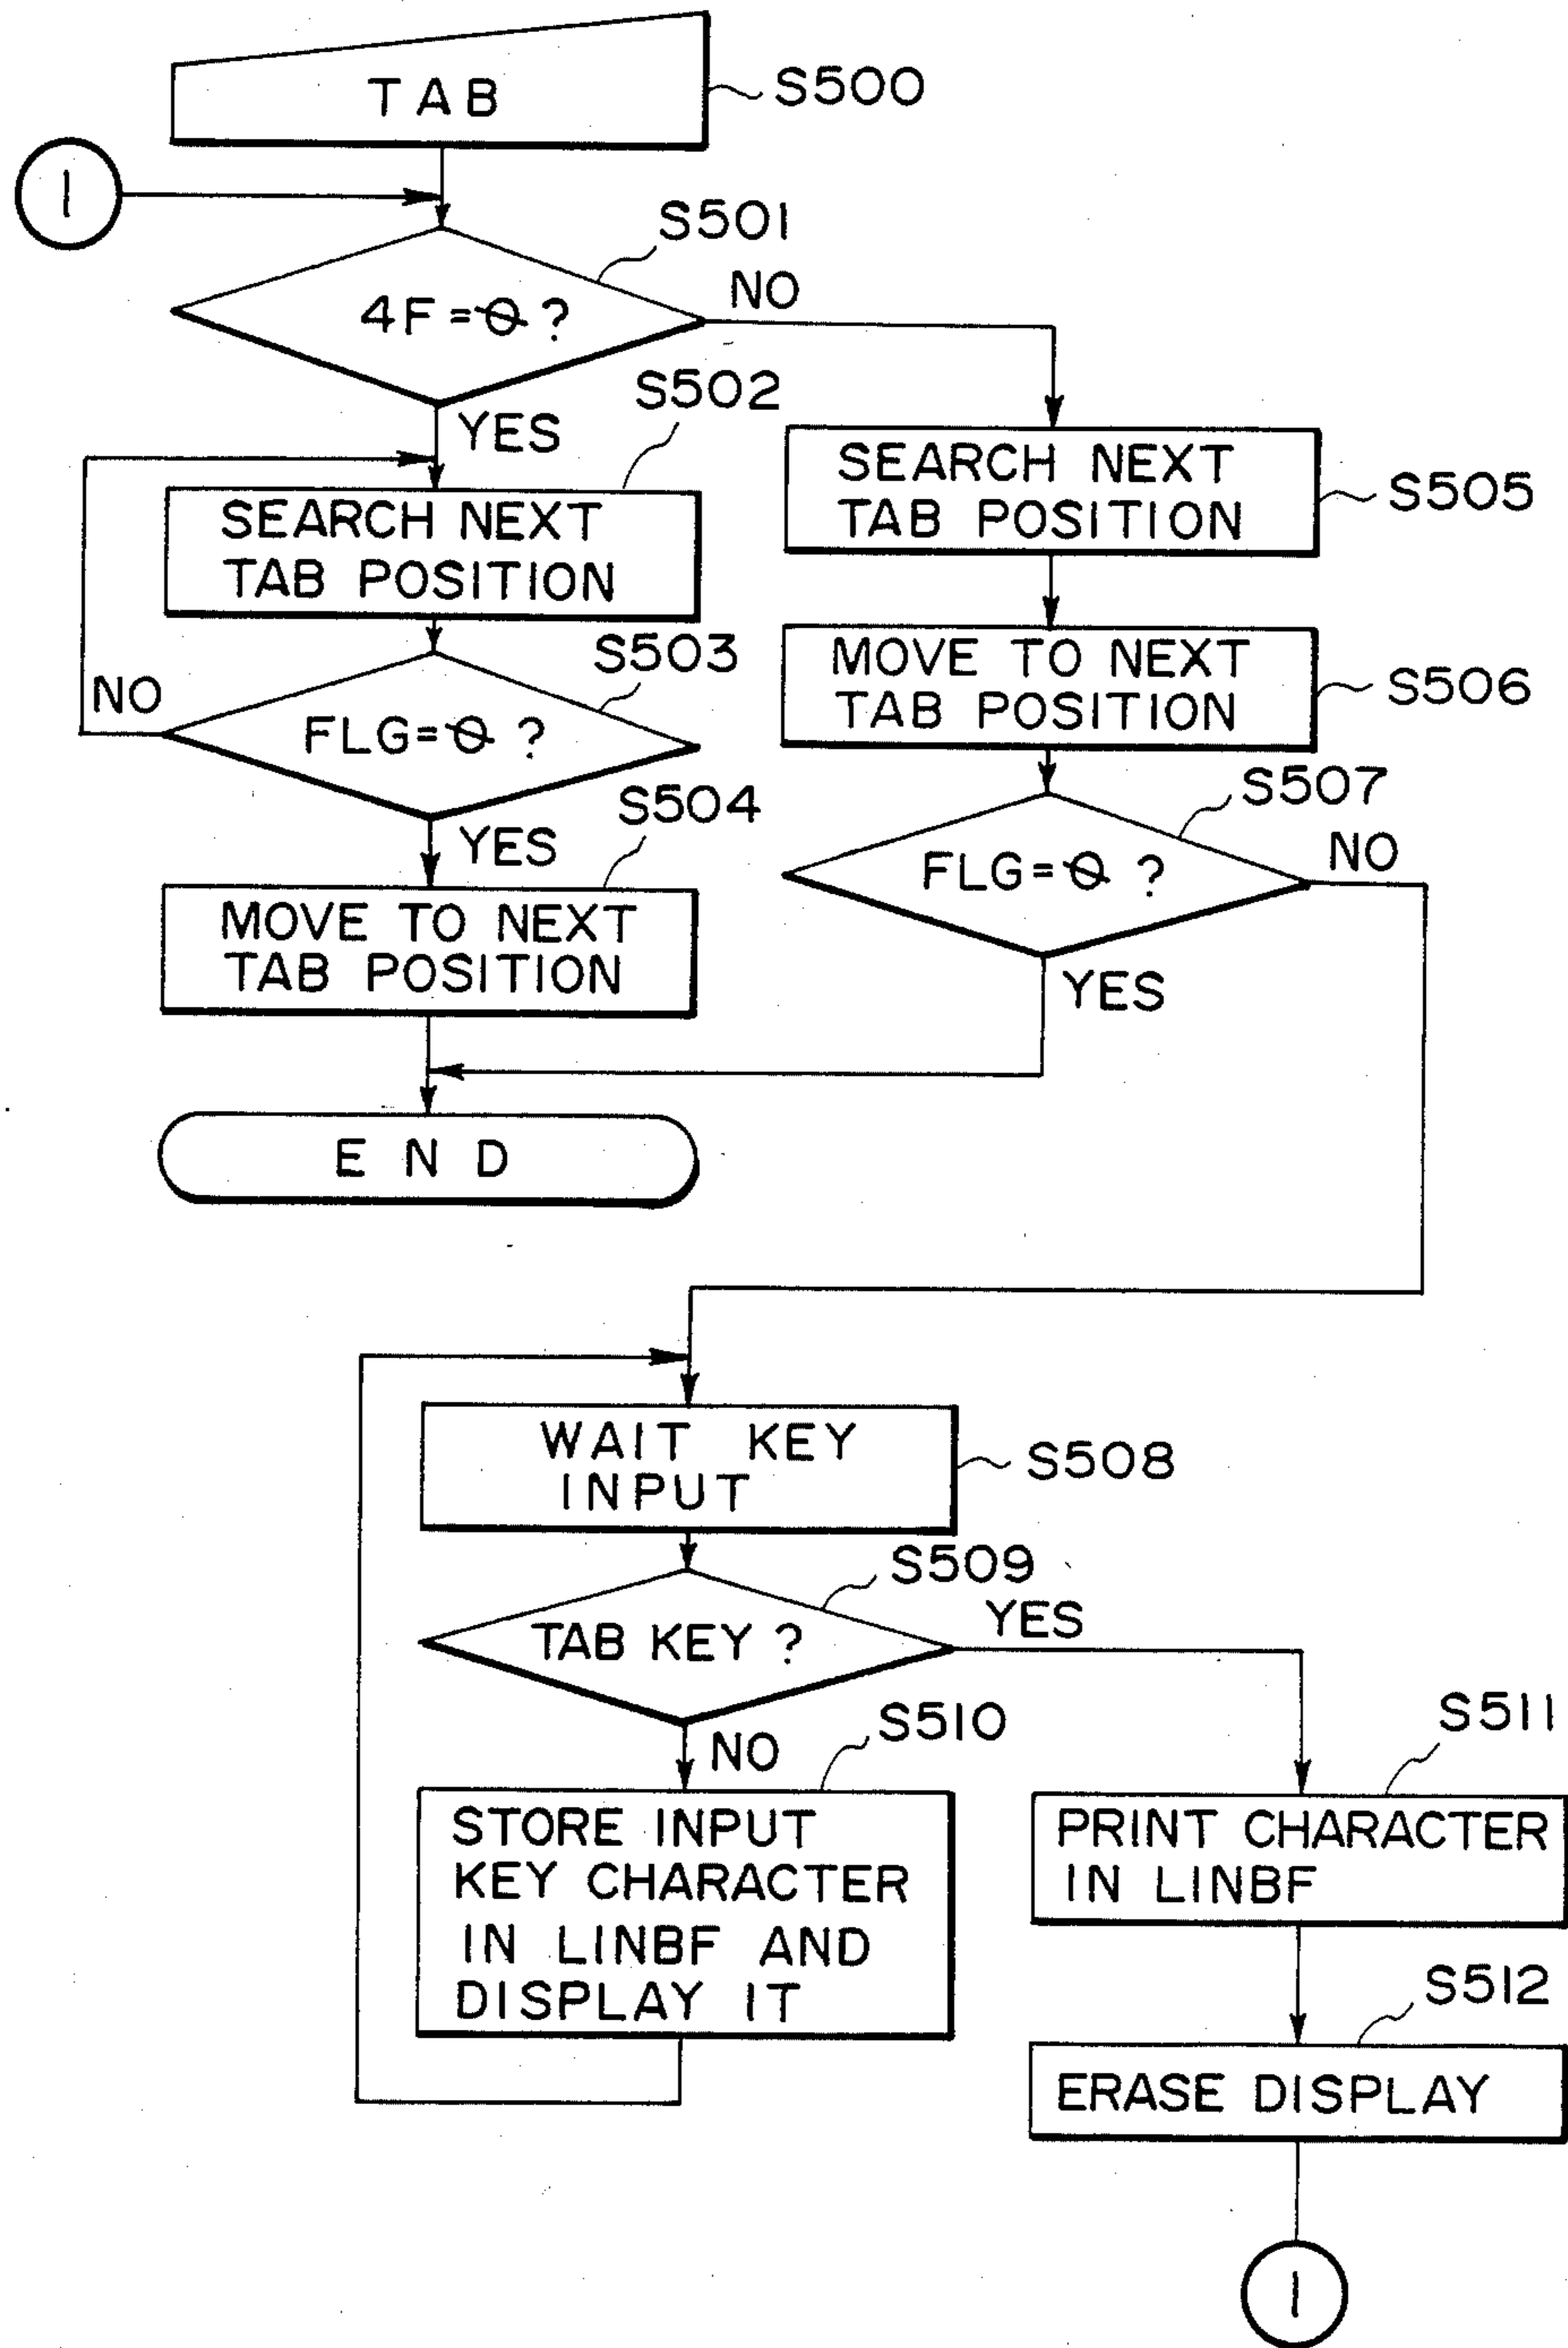 TAB
S500
1
S501
4F=0?
NO
YES
S502
SEARCH NEXT
TAB POSITION
S505
SEARCH NEXT
TAB POSITION
S503
NO
FLG=0 ?
S506
MOVE TO NEXT
TAB POSITION
S504
YES
MOVE TO NEXT
TAB POSITION
S507
FLG=0 ?
NO
YES
END
WAIT KEY
INPUT
S508
S509
TAB KEY ?
YES
NO
S510
STORE INPUT
KEY CHARACTER
IN LINBF AND
DISPLAY IT
S511
PRINT CHARACTER
IN LINBF
S512
ERASE DISPLAY
1